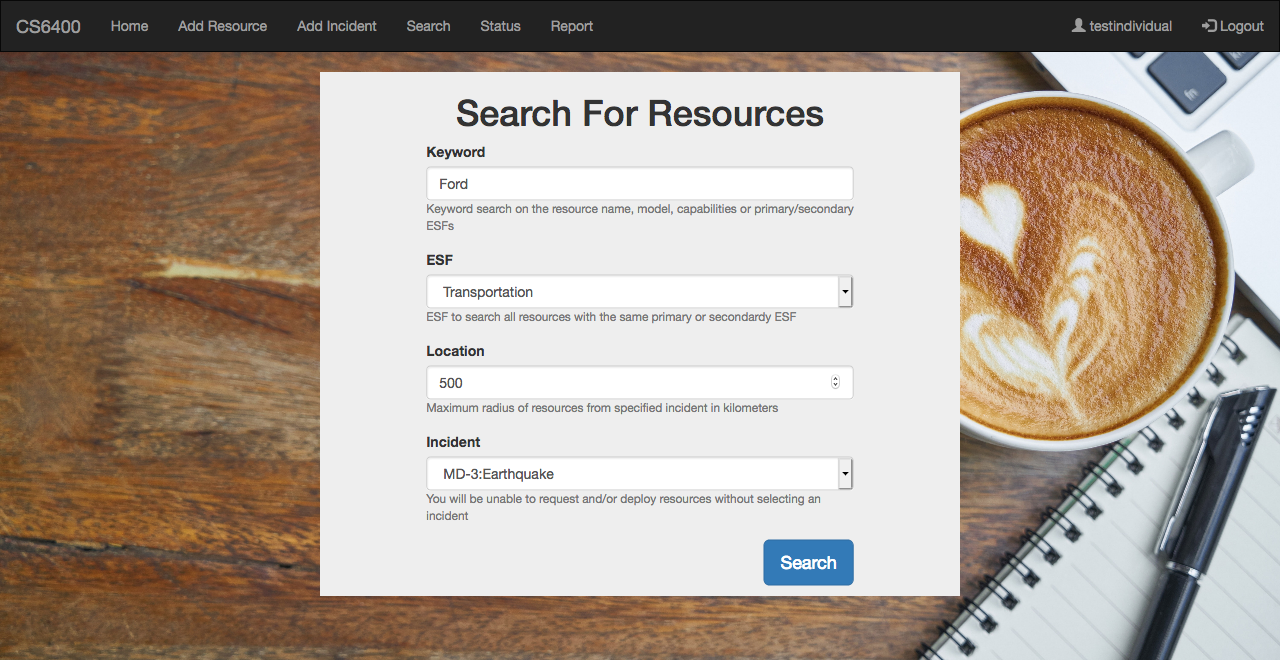 CS6400 Home Add Resource Add Incident Search Status Report testindividual Logout
Search For Resources
Keyword
Ford
Keyword search on the resource name, model, capabilities or primary/secondary
ESFs
ESF
Transportation
ESF to search all resources with the same primary or secondardy ESF
Location
500
Maximum radius of resources from specified incident in kilometers
Incident
MD-3:Earthquake
You will be unable to request and/or deploy resources without selecting an
incident
Search
fn